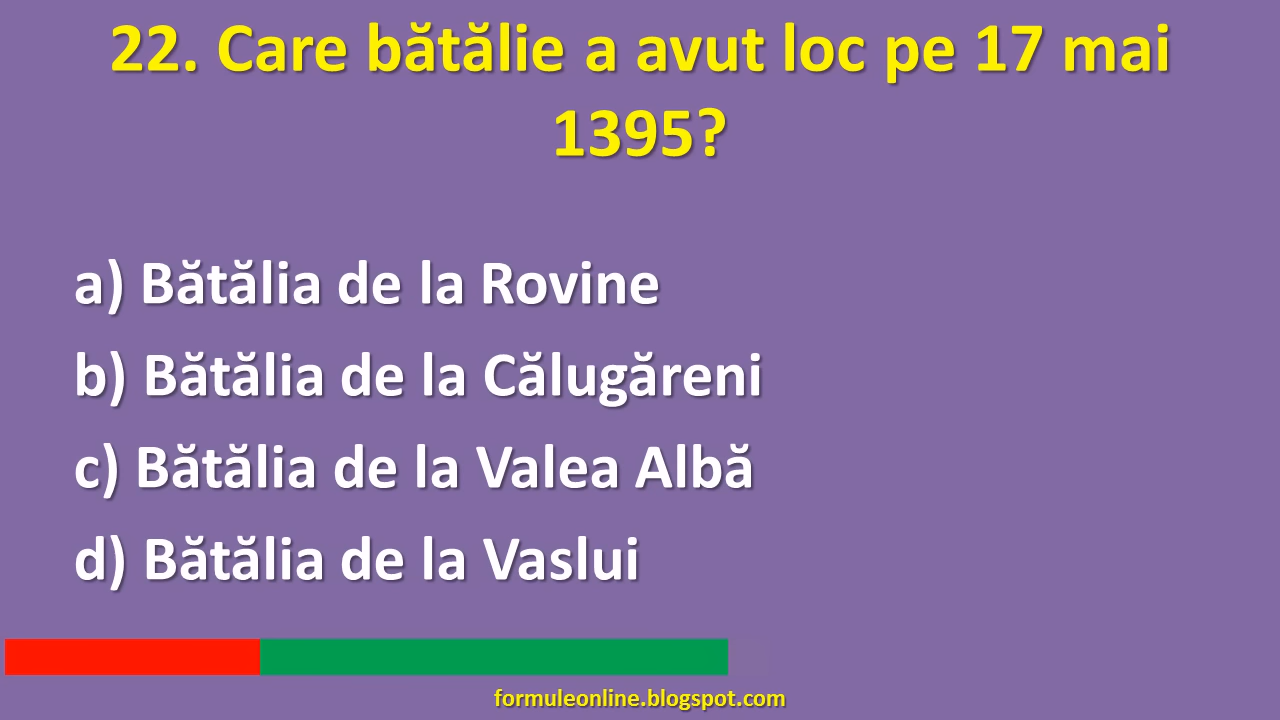 22. Care bătălie a avut loc pe 17 mai
1395?
a) Bătălia de la Rovine
b) Bătălia de la Călugăreni
c) Bătălia de la Valea Albă
d) Bătălia de la Vaslui
formuleonline.blogspot.com